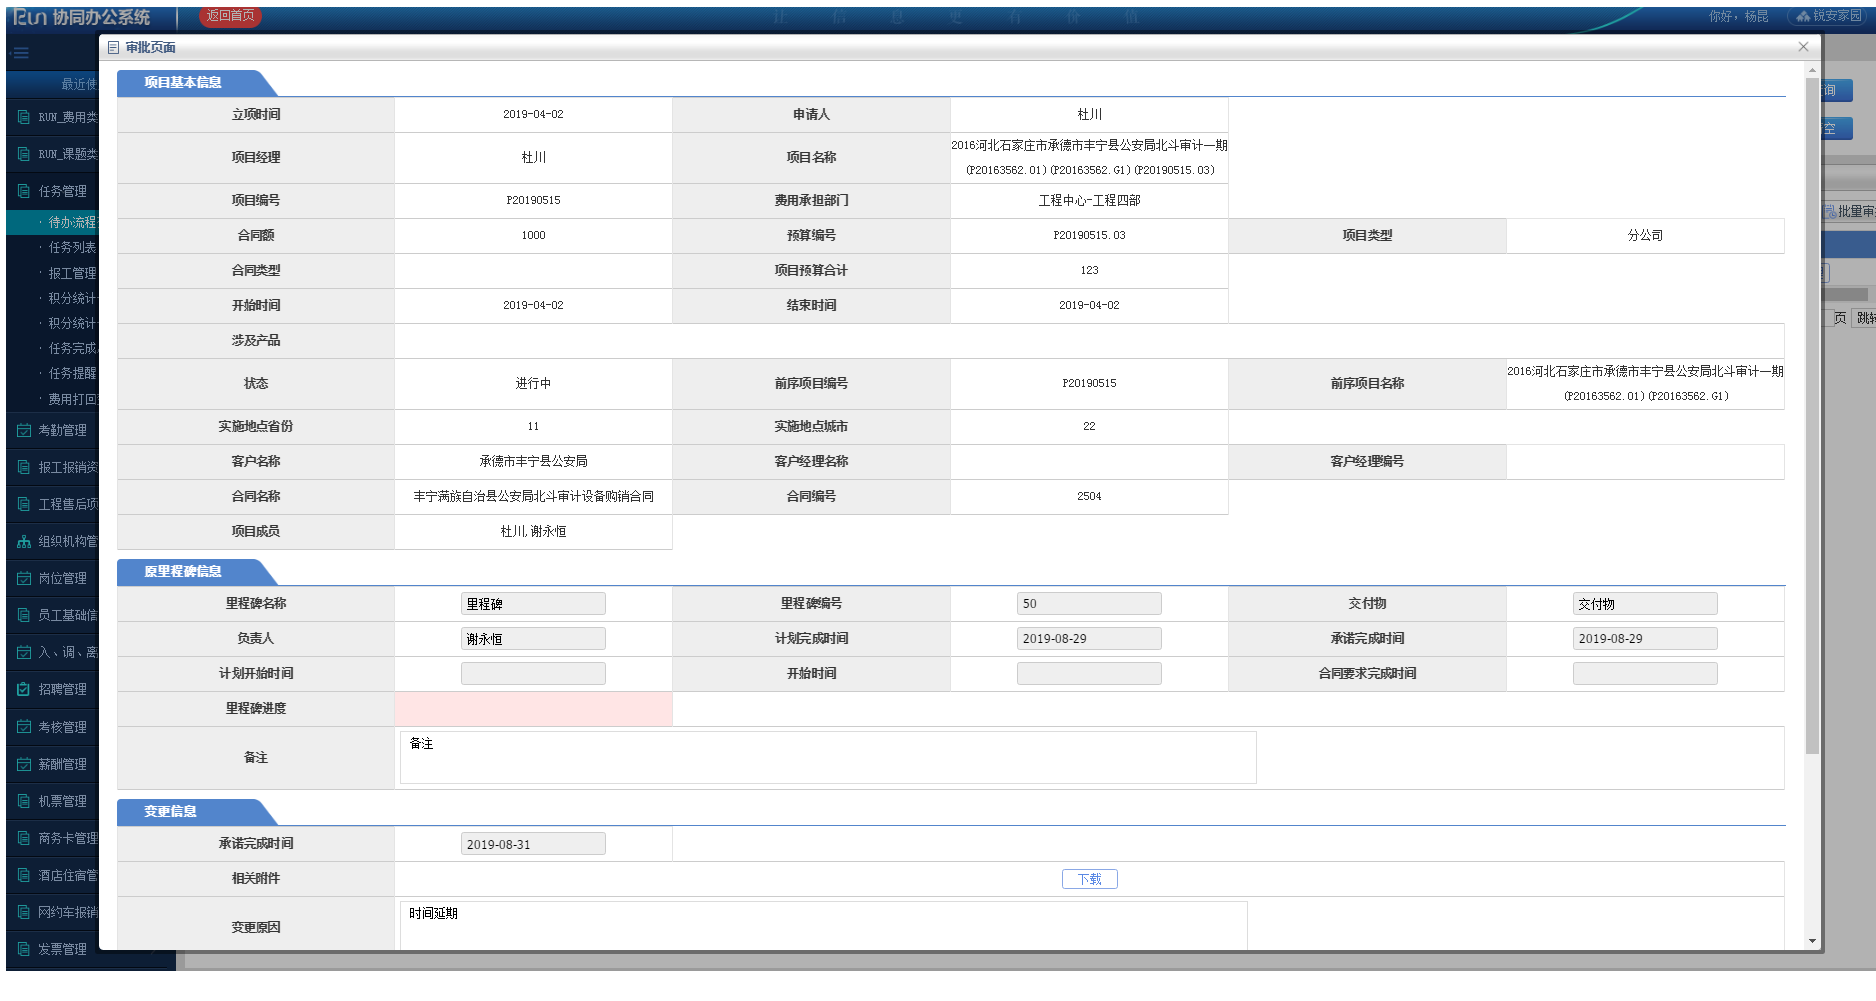 Run 协同办公系统
返回首页
让 信 息 更 有 价 值
你好，杨昆
锐安家园
审批页面
最近使
RUN_费用类
RUN_课题类
任务管理
· 待办流程
· 任务列表
· 报工管理
· 积分统计
· 积分统计
· 任务完成
· 任务提醒
· 费用打回
考勤管理
报工报销资
工程售后项
组织机构管
岗位管理
员工基础信
入、调、离
招聘管理
考核管理
薪酬管理
机票管理
商务卡管理
酒店住宿管
网约车报销
发票管理
项目基本信息
立项时间 2019-04-02 申请人 杜川
项目经理 杜川 项目名称 2016河北石家庄市承德市丰宁县公安局北斗审计一期
(P20163562.01)(P20163562.G1)(P20190515.03)
项目编号 P20190515 费用承担部门 工程中心-工程四部
合同额 1000 预算编号 P20190515.03 项目类型 分公司
合同类型 项目预算合计 123
开始时间 2019-04-02 结束时间 2019-04-02
涉及产品
状态 进行中 前序项目编号 P20190515 前序项目名称 2016河北石家庄市承德市丰宁县公安局北斗审计一期
(P20163562.01)(P20163562.G1)
实施地点省份 11 实施地点城市 22
客户名称 承德市丰宁县公安局 客户经理名称 客户经理编号
合同名称 丰宁满族自治县公安局北斗审计设备购销合同 合同编号 2504
项目成员 杜川,谢永恒
原里程碑信息
里程碑名称 里程碑 里程碑编号 50 交付物 交付物
负责人 谢永恒 计划完成时间 2019-08-29 承诺完成时间 2019-08-29
计划开始时间 开始时间 合同要求完成时间
里程碑进度
备注 备注
变更信息
承诺完成时间 2019-08-31
相关附件 下载
变更原因 时间延期
询
空
批量审
页 跳转